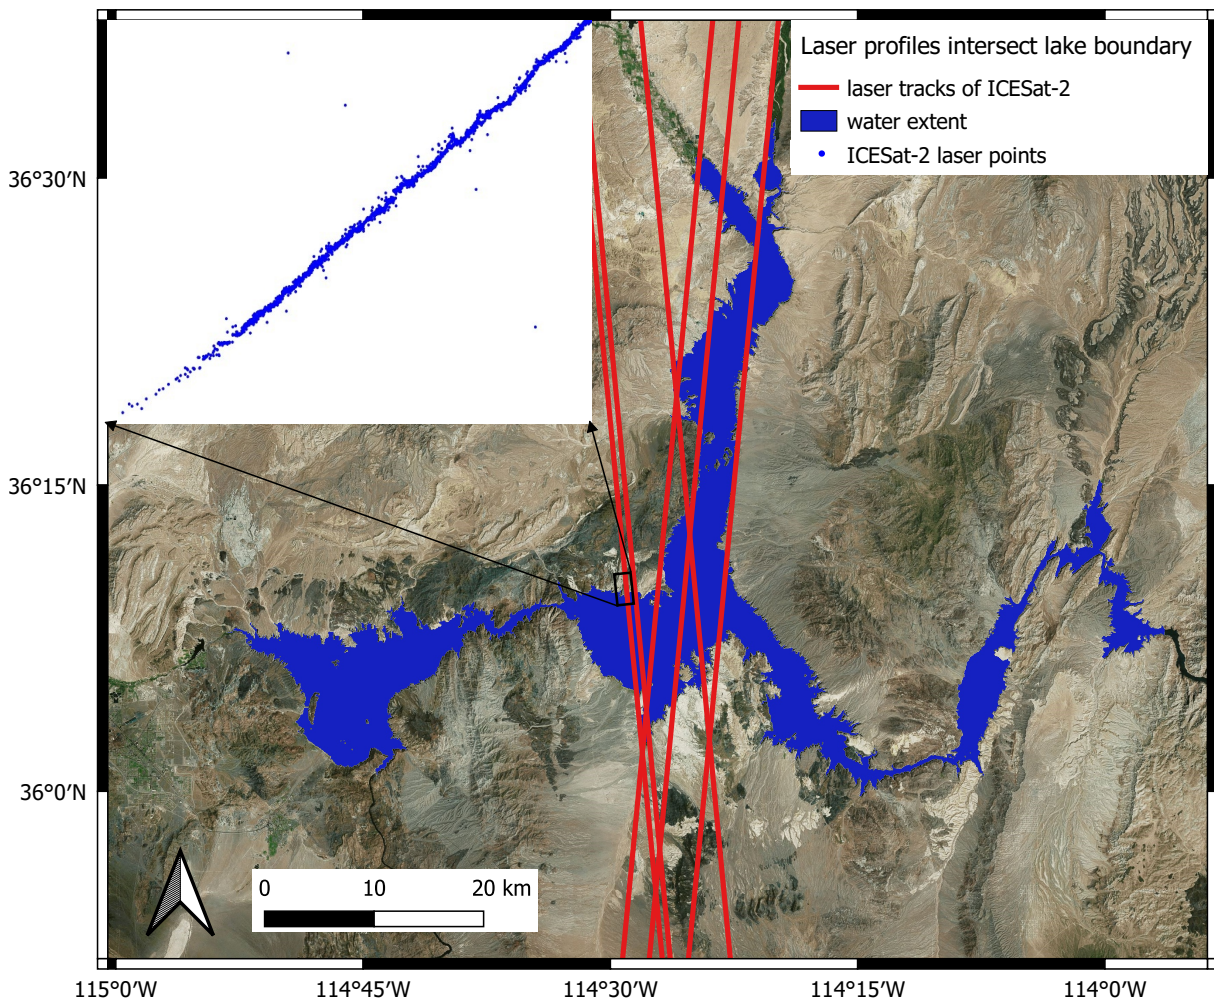 Laser profiles intersect lake boundary
laser tracks of ICESat-2
water extent
ICESat-2 laser points
36°30′N
36°15′N
36°0′N
0 10 20 km
115°0′W 114°45′W 114°30′W 114°15′W 114°0′W